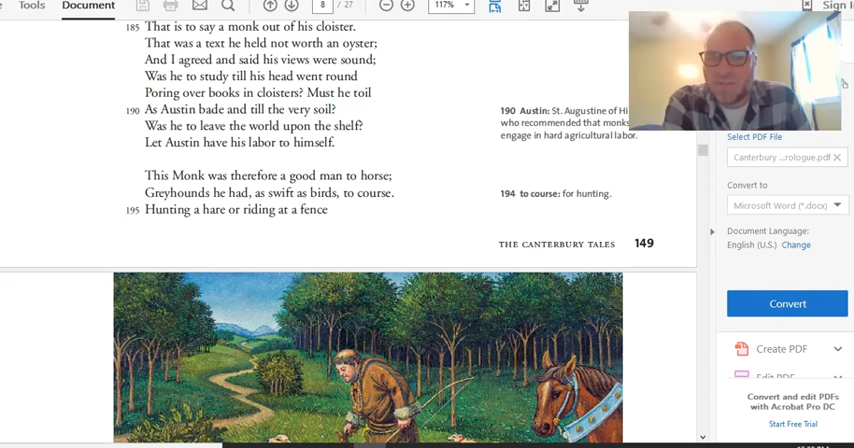 Tools Document 8 / 27 117% Sign
185 That is to say a monk out of his cloister.
That was a text he held not worth an oyster;
And I agreed and said his views were sound;
Was he to study till his head went round
Poring over books in cloisters? Must he toil
190 As Austin bade and till the very soil?
Was he to leave the world upon the shelf?
Let Austin have his labor to himself.
This Monk was therefore a good man to horse;
Greyhounds he had, as swift as birds, to course.
195 Hunting a hare or riding at a fence
190 Austin: St. Augustine of Hi
who recommended that monks
engage in hard agricultural labor.
194 to course: for hunting.
THE CANTERBURY TALES 149
Select PDF File
Canterbury ...rologue.pdf
Convert to
Microsoft Word (*.docx)
Document Language:
English (U.S.) Change
Convert
Create PDF
Edit PDF
Convert and edit PDFs
with Acrobat Pro DC
Start Free Trial